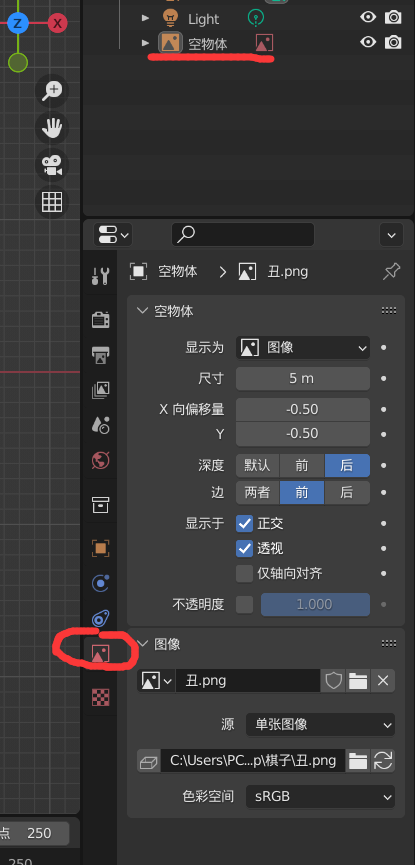 Z X
Light
空物体
空物体 > 丑.png
空物体
显示为 图像
尺寸 5 m
X 向偏移量 -0.50
Y -0.50
深度 默认 前 后
边 两者 前 后
显示于 正交
透视
仅轴向对齐
不透明度 1.000
图像
丑.png
源 单张图像
C:\Users\PC...p\棋子\丑.png
色彩空间 sRGB
点 250
250